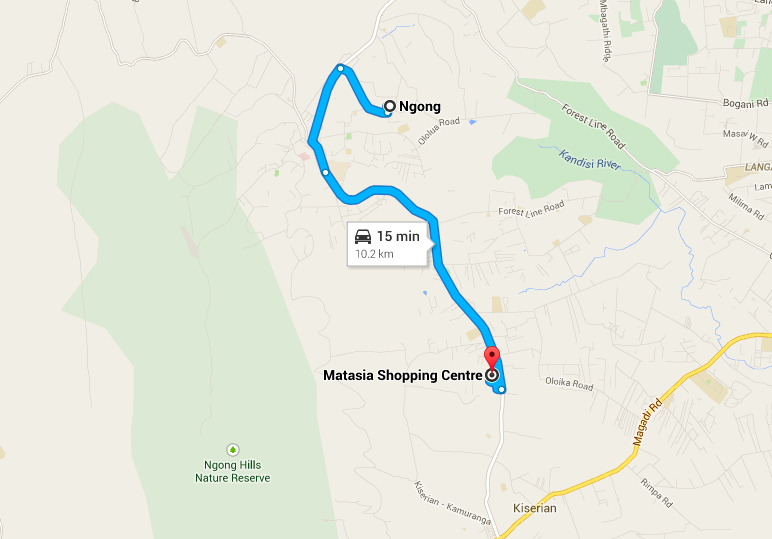 Mbagathi Ridge
Ngong
Ololua Road
Forest Line Road
Bogani Rd
Masai W Rd
Kandisi River
LANGA
Lam
Milima Rd
Forest Line Road
15 min
10.2 km
Matasia Shopping Centre
Oloika Road
Magadi Rd
Ngong Hills
Nature Reserve
Rimpa Rd
Kiserian - Kamuranga
Kiserian